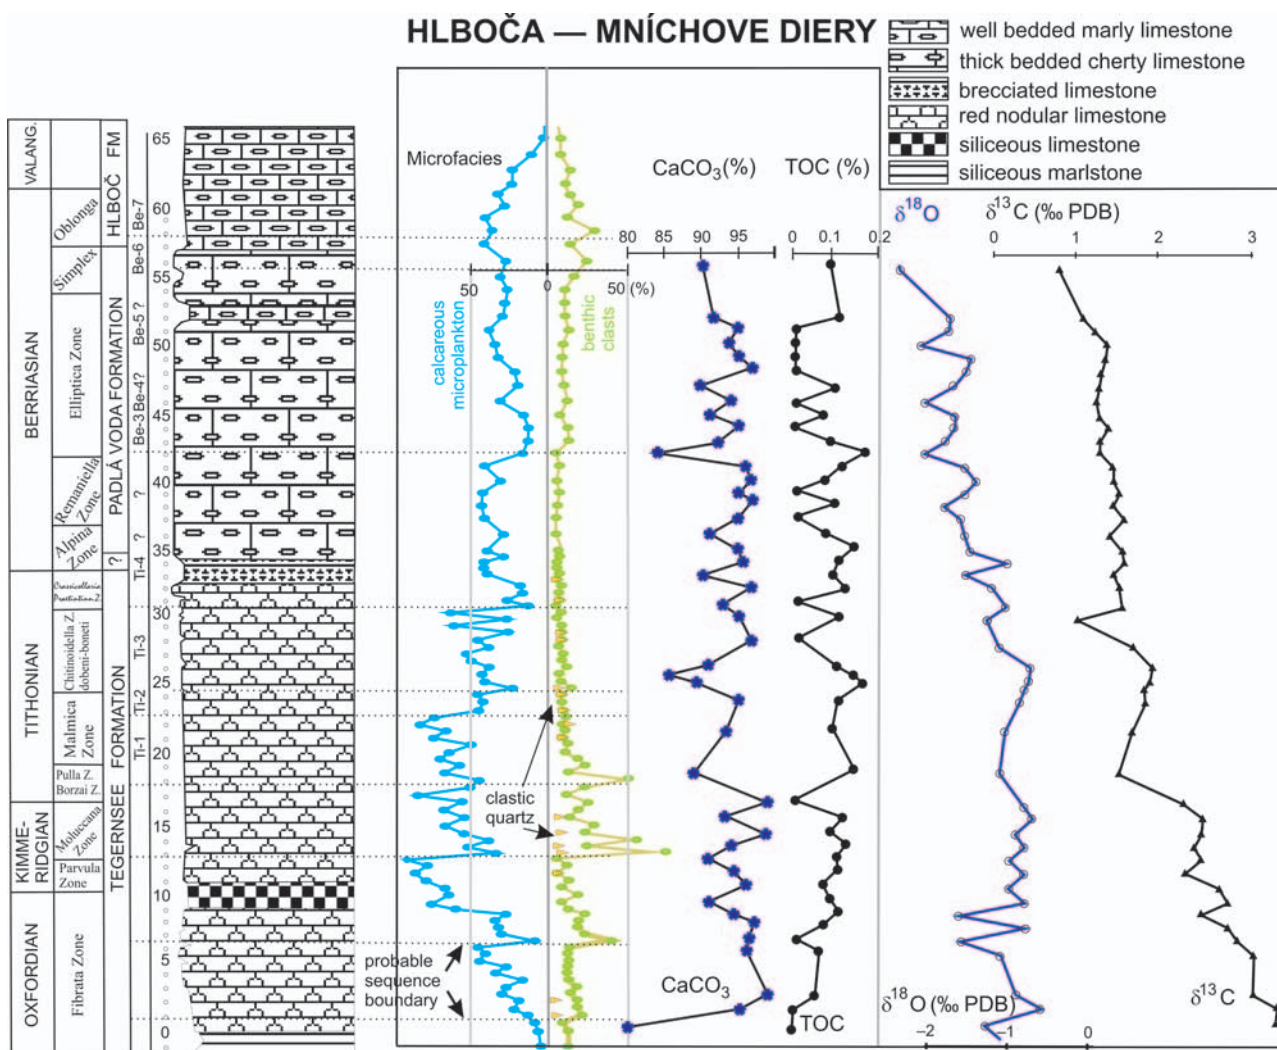 HLBOČA — MNÍCHOVE DIERY
well bedded marly limestone
thick bedded cherty limestone
brecciated limestone
red nodular limestone
siliceous limestone
siliceous marlstone
VALANG.
BERRIASIAN
TITHONIAN
KIMME-
RIDGIAN
OXFORDIAN
Oblonga
Simplex
Elliptica Zone
Remaniella
Zone
Alpina
Zone
Crassicollaria
Chitinoidella Z.
dobeni-boneti
Malmica
Zone
Pulla Z.
Borzai Z.
Moluccana
Zone
Parvula
Zone
Fibrata Zone
HLBOČ FM
PADLÁ VODA FORMATION
?
TEGERNSEE FORMATION
Be-7
Be-6
Be-5 ?
Be-4?
Be-3
?
?
Ti-4
Ti-3
Ti-2
Ti-1
65
60
55
50
45
40
35
30
25
20
15
10
5
0
Microfacies
50 0 50 (%)
calcareous
microplankton
benthic
clasts
clastic
quartz
probable
sequence
boundary
CaCO3(%)
80 85 90 95
CaCO3
TOC (%)
0 0.1 0.2
TOC
δ18O
δ13C (‰ PDB)
0 1 2 3
δ18O (‰ PDB)
δ13C
−2 −1 0